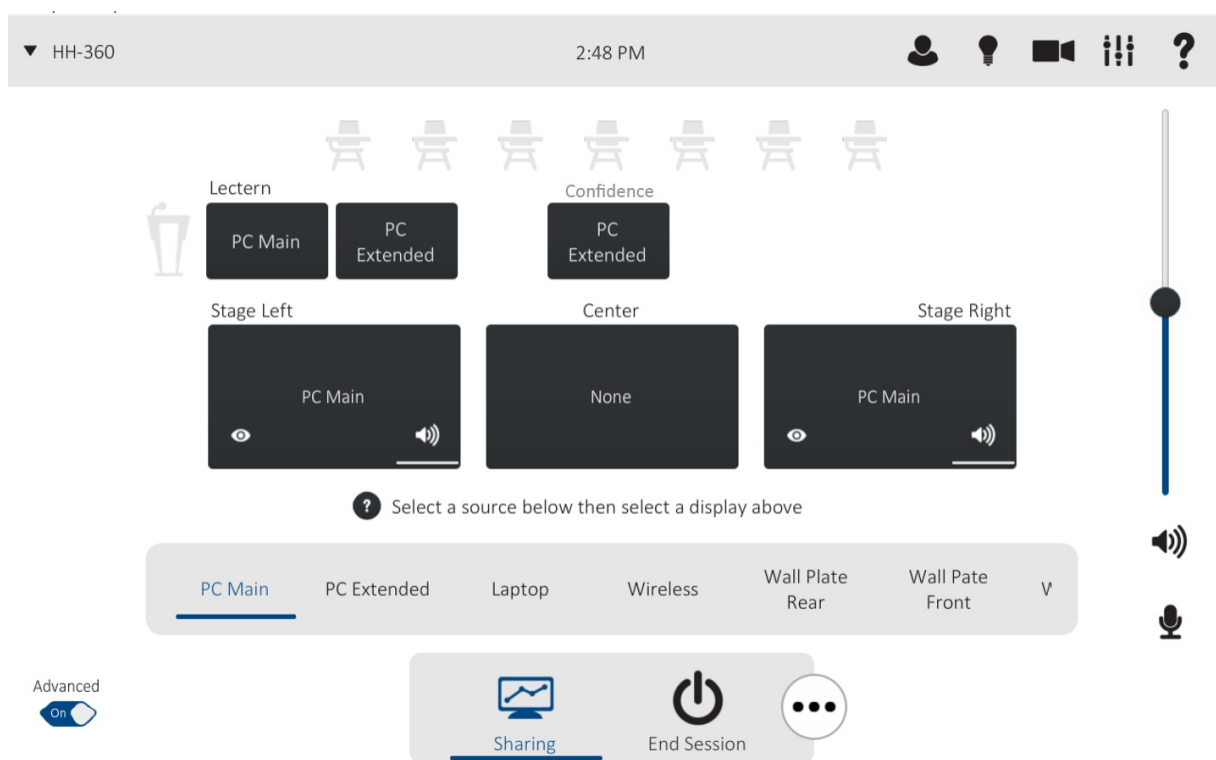 HH-360
2:48 PM
Lectern
Confidence
PC Main
PC
Extended
PC
Extended
Stage Left
Center
Stage Right
PC Main
None
PC Main
? Select a source below then select a display above
PC Main
PC Extended
Laptop
Wireless
Wall Plate
Rear
Wall Pate
Front
Advanced
On
Sharing
End Session